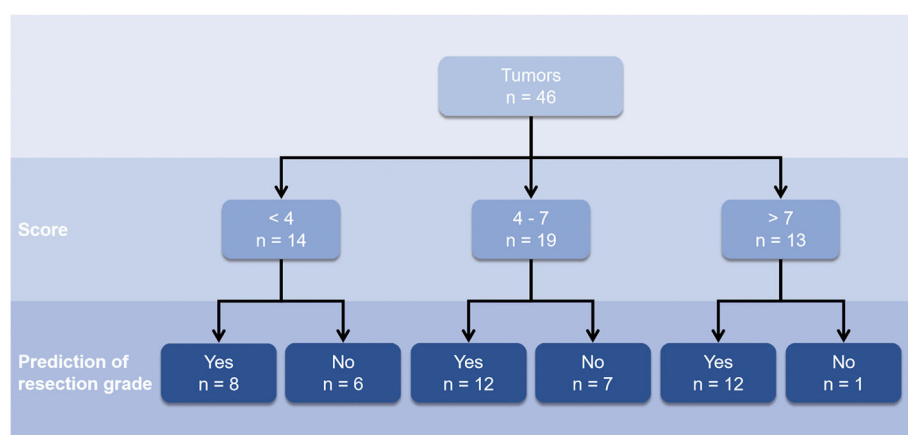 Tumors
n = 46
Score
< 4
n = 14
4 - 7
n = 19
> 7
n = 13
Prediction of
resection grade
Yes
n = 8
No
n = 6
Yes
n = 12
No
n = 7
Yes
n = 12
No
n = 1